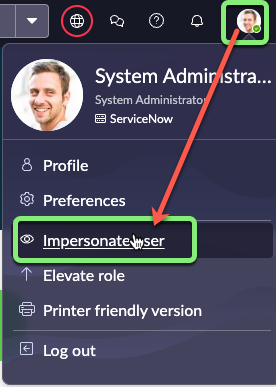 System Administra...
System Administrator
ServiceNow
Profile
Preferences
Impersonate user
Elevate role
Printer friendly version
Log out